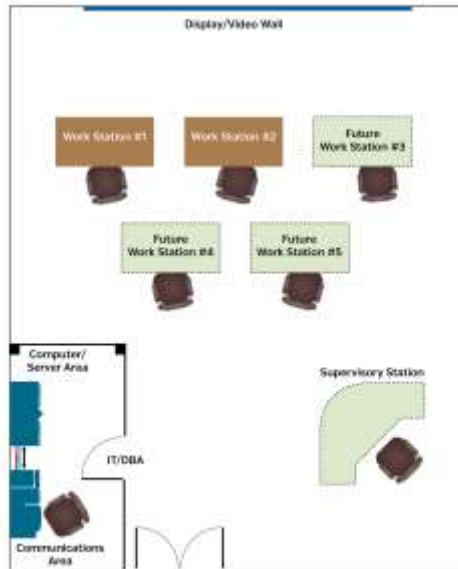 Display/Video Wall
Work Station #1
Work Station #2
Future
Work Station #3
Future
Work Station #4
Future
Work Station #5
Computer/
Server Area
Supervisory Station
IT/DBA
Communications
Area